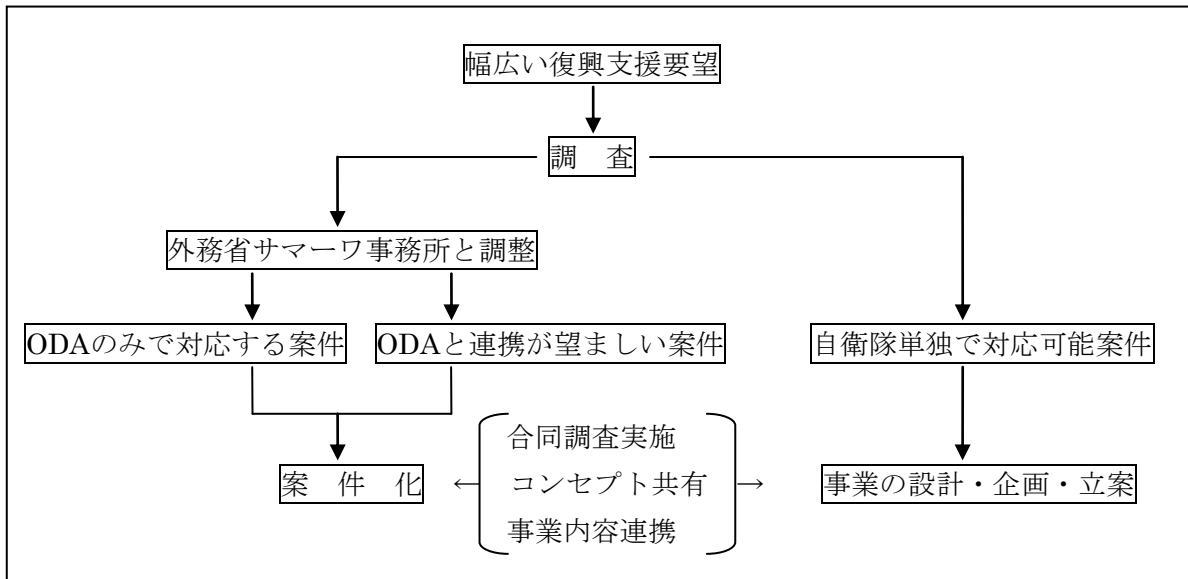 幅広い復興支援要望
調　査
外務省サマーワ事務所と調整
ODAのみで対応する案件
ODAと連携が望ましい案件
自衛隊単独で対応可能案件
合同調査実施
コンセプト共有
事業内容連携
案　件　化
←
→
事業の設計・企画・立案